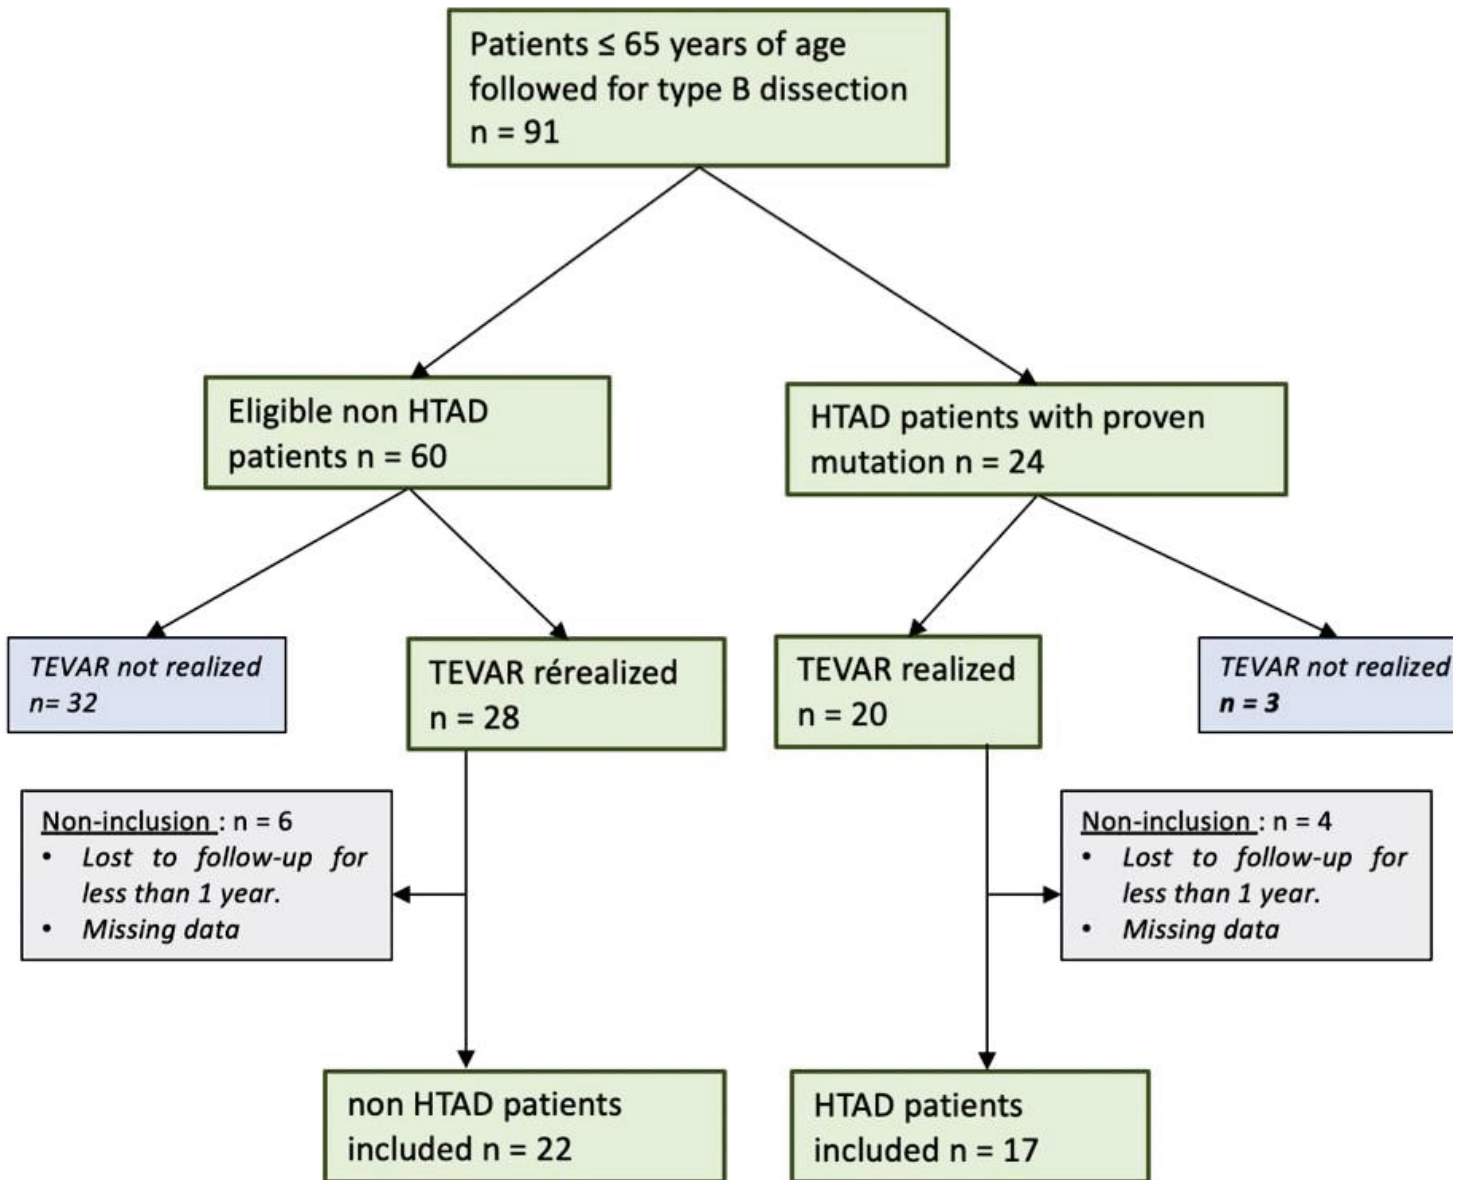 Patients ≤ 65 years of age
followed for type B dissection
n = 91
Eligible non HTAD
patients n = 60
HTAD patients with proven
mutation n = 24
TEVAR not realized
n= 32
TEVAR rérealized
n = 28
TEVAR realized
n = 20
TEVAR not realized
n = 3
Non-inclusion : n = 6
• Lost to follow-up for
less than 1 year.
• Missing data
Non-inclusion : n = 4
• Lost to follow-up for
less than 1 year.
• Missing data
non HTAD patients
included n = 22
HTAD patients
included n = 17